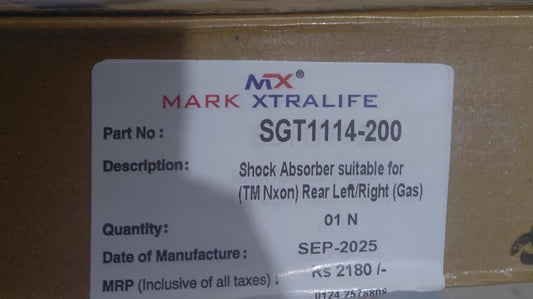 MX®
MARK XTRALIFE
Part No : SGT1114-200
Description: Shock Absorber suitable for
(TM Nxon) Rear Left/Right (Gas)
Quantity: 01 N
Date of Manufacture : SEP-2025
MRP (Inclusive of all taxes) : Rs 2180 /-